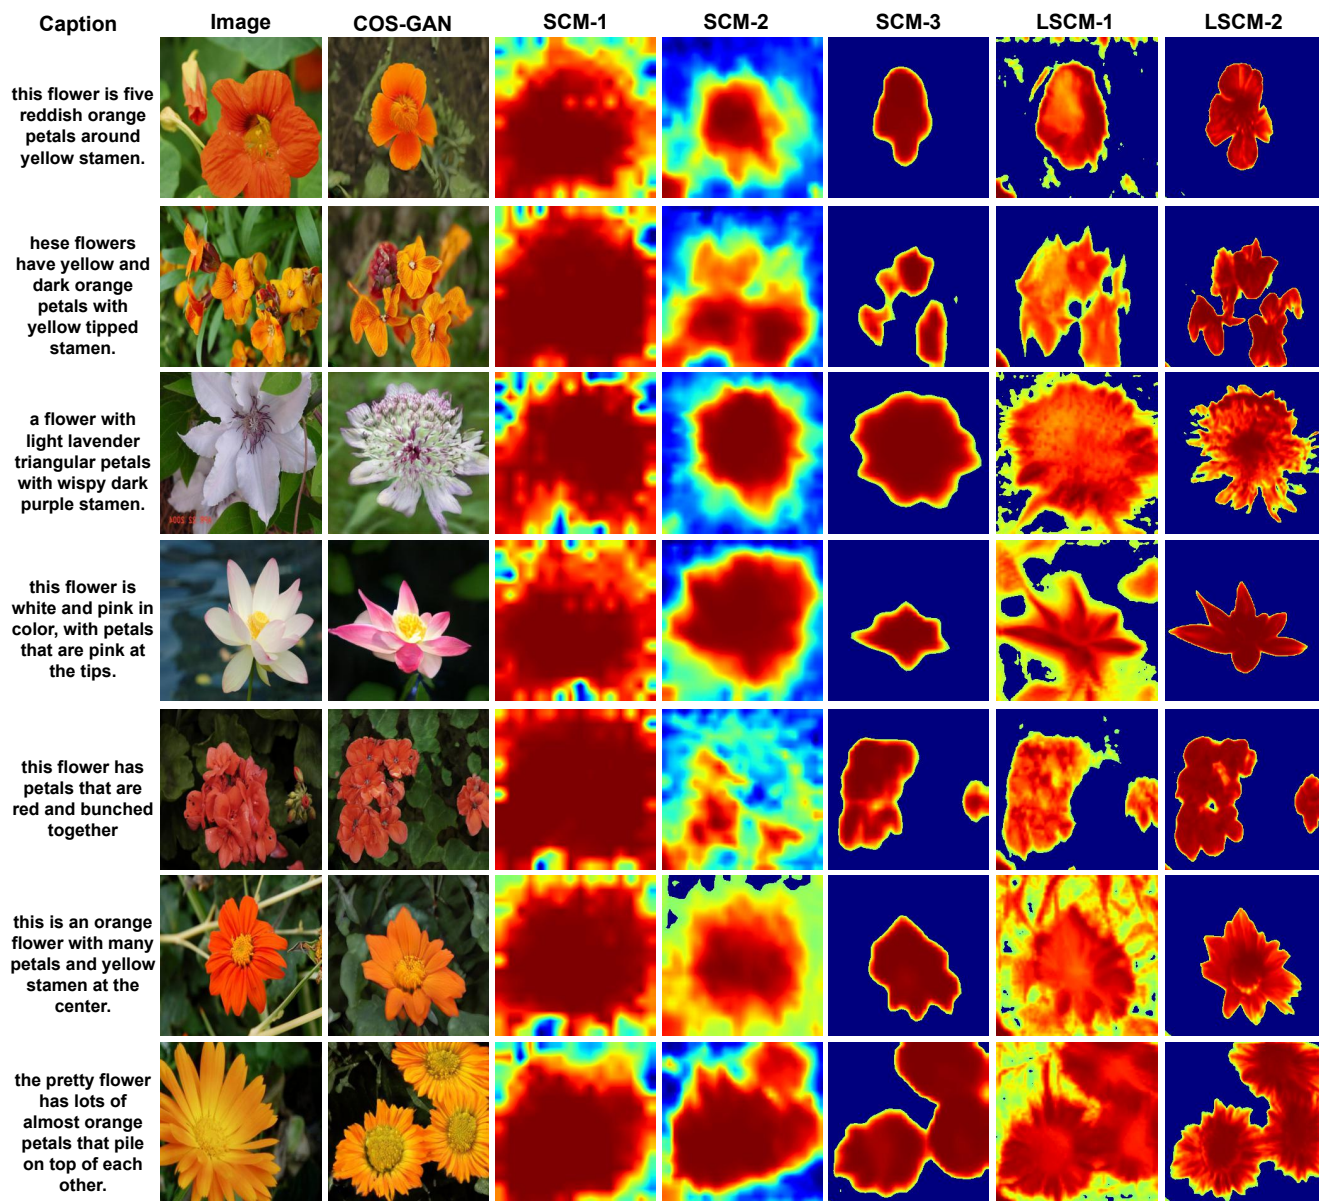 Caption Image COS-GAN SCM-1 SCM-2 SCM-3 LSCM-1 LSCM-2
this flower is five
reddish orange
petals around
yellow stamen.
hese flowers
have yellow and
dark orange
petals with
yellow tipped
stamen.
a flower with
light lavender
triangular petals
with wispy dark
purple stamen.
this flower is
white and pink in
color, with petals
that are pink at
the tips.
this flower has
petals that are
red and bunched
together
this is an orange
flower with many
petals and yellow
stamen at the
center.
the pretty flower
has lots of
almost orange
petals that pile
on top of each
other.